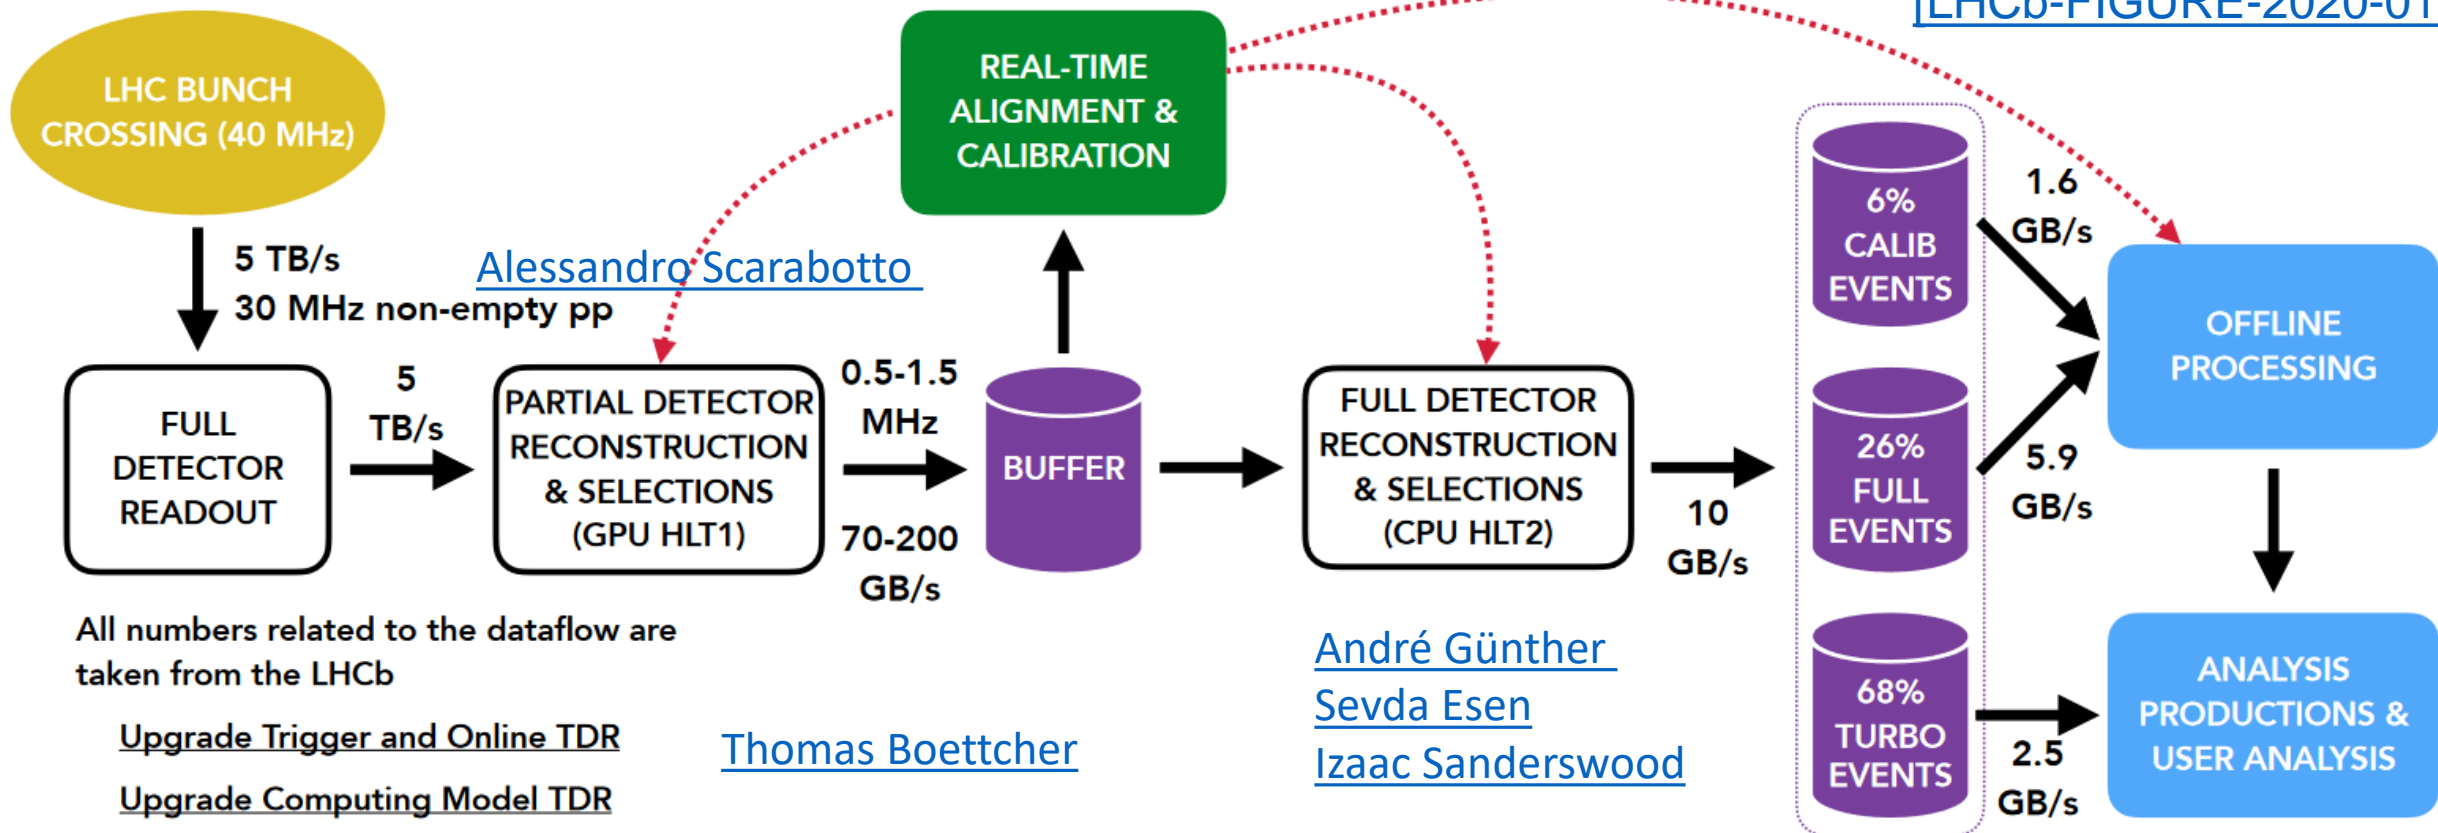 [LHCb-FIGURE-2020-01
LHC BUNCH
CROSSING (40 MHz)
REAL-TIME
ALIGNMENT &
CALIBRATION
5 TB/s
30 MHz non-empty pp
Alessandro Scarabotto
FULL
DETECTOR
READOUT
5
TB/s
PARTIAL DETECTOR
RECONSTRUCTION
& SELECTIONS
(GPU HLT1)
0.5-1.5
MHz
70-200
GB/s
BUFFER
FULL DETECTOR
RECONSTRUCTION
& SELECTIONS
(CPU HLT2)
10
GB/s
6%
CALIB
EVENTS
1.6
GB/s
26%
FULL
EVENTS
5.9
GB/s
68%
TURBO
EVENTS
2.5
GB/s
OFFLINE
PROCESSING
ANALYSIS
PRODUCTIONS &
USER ANALYSIS
All numbers related to the dataflow are
taken from the LHCb
Upgrade Trigger and Online TDR
Upgrade Computing Model TDR
Thomas Boettcher
André Günther
Sevda Esen
Izaac Sanderswood